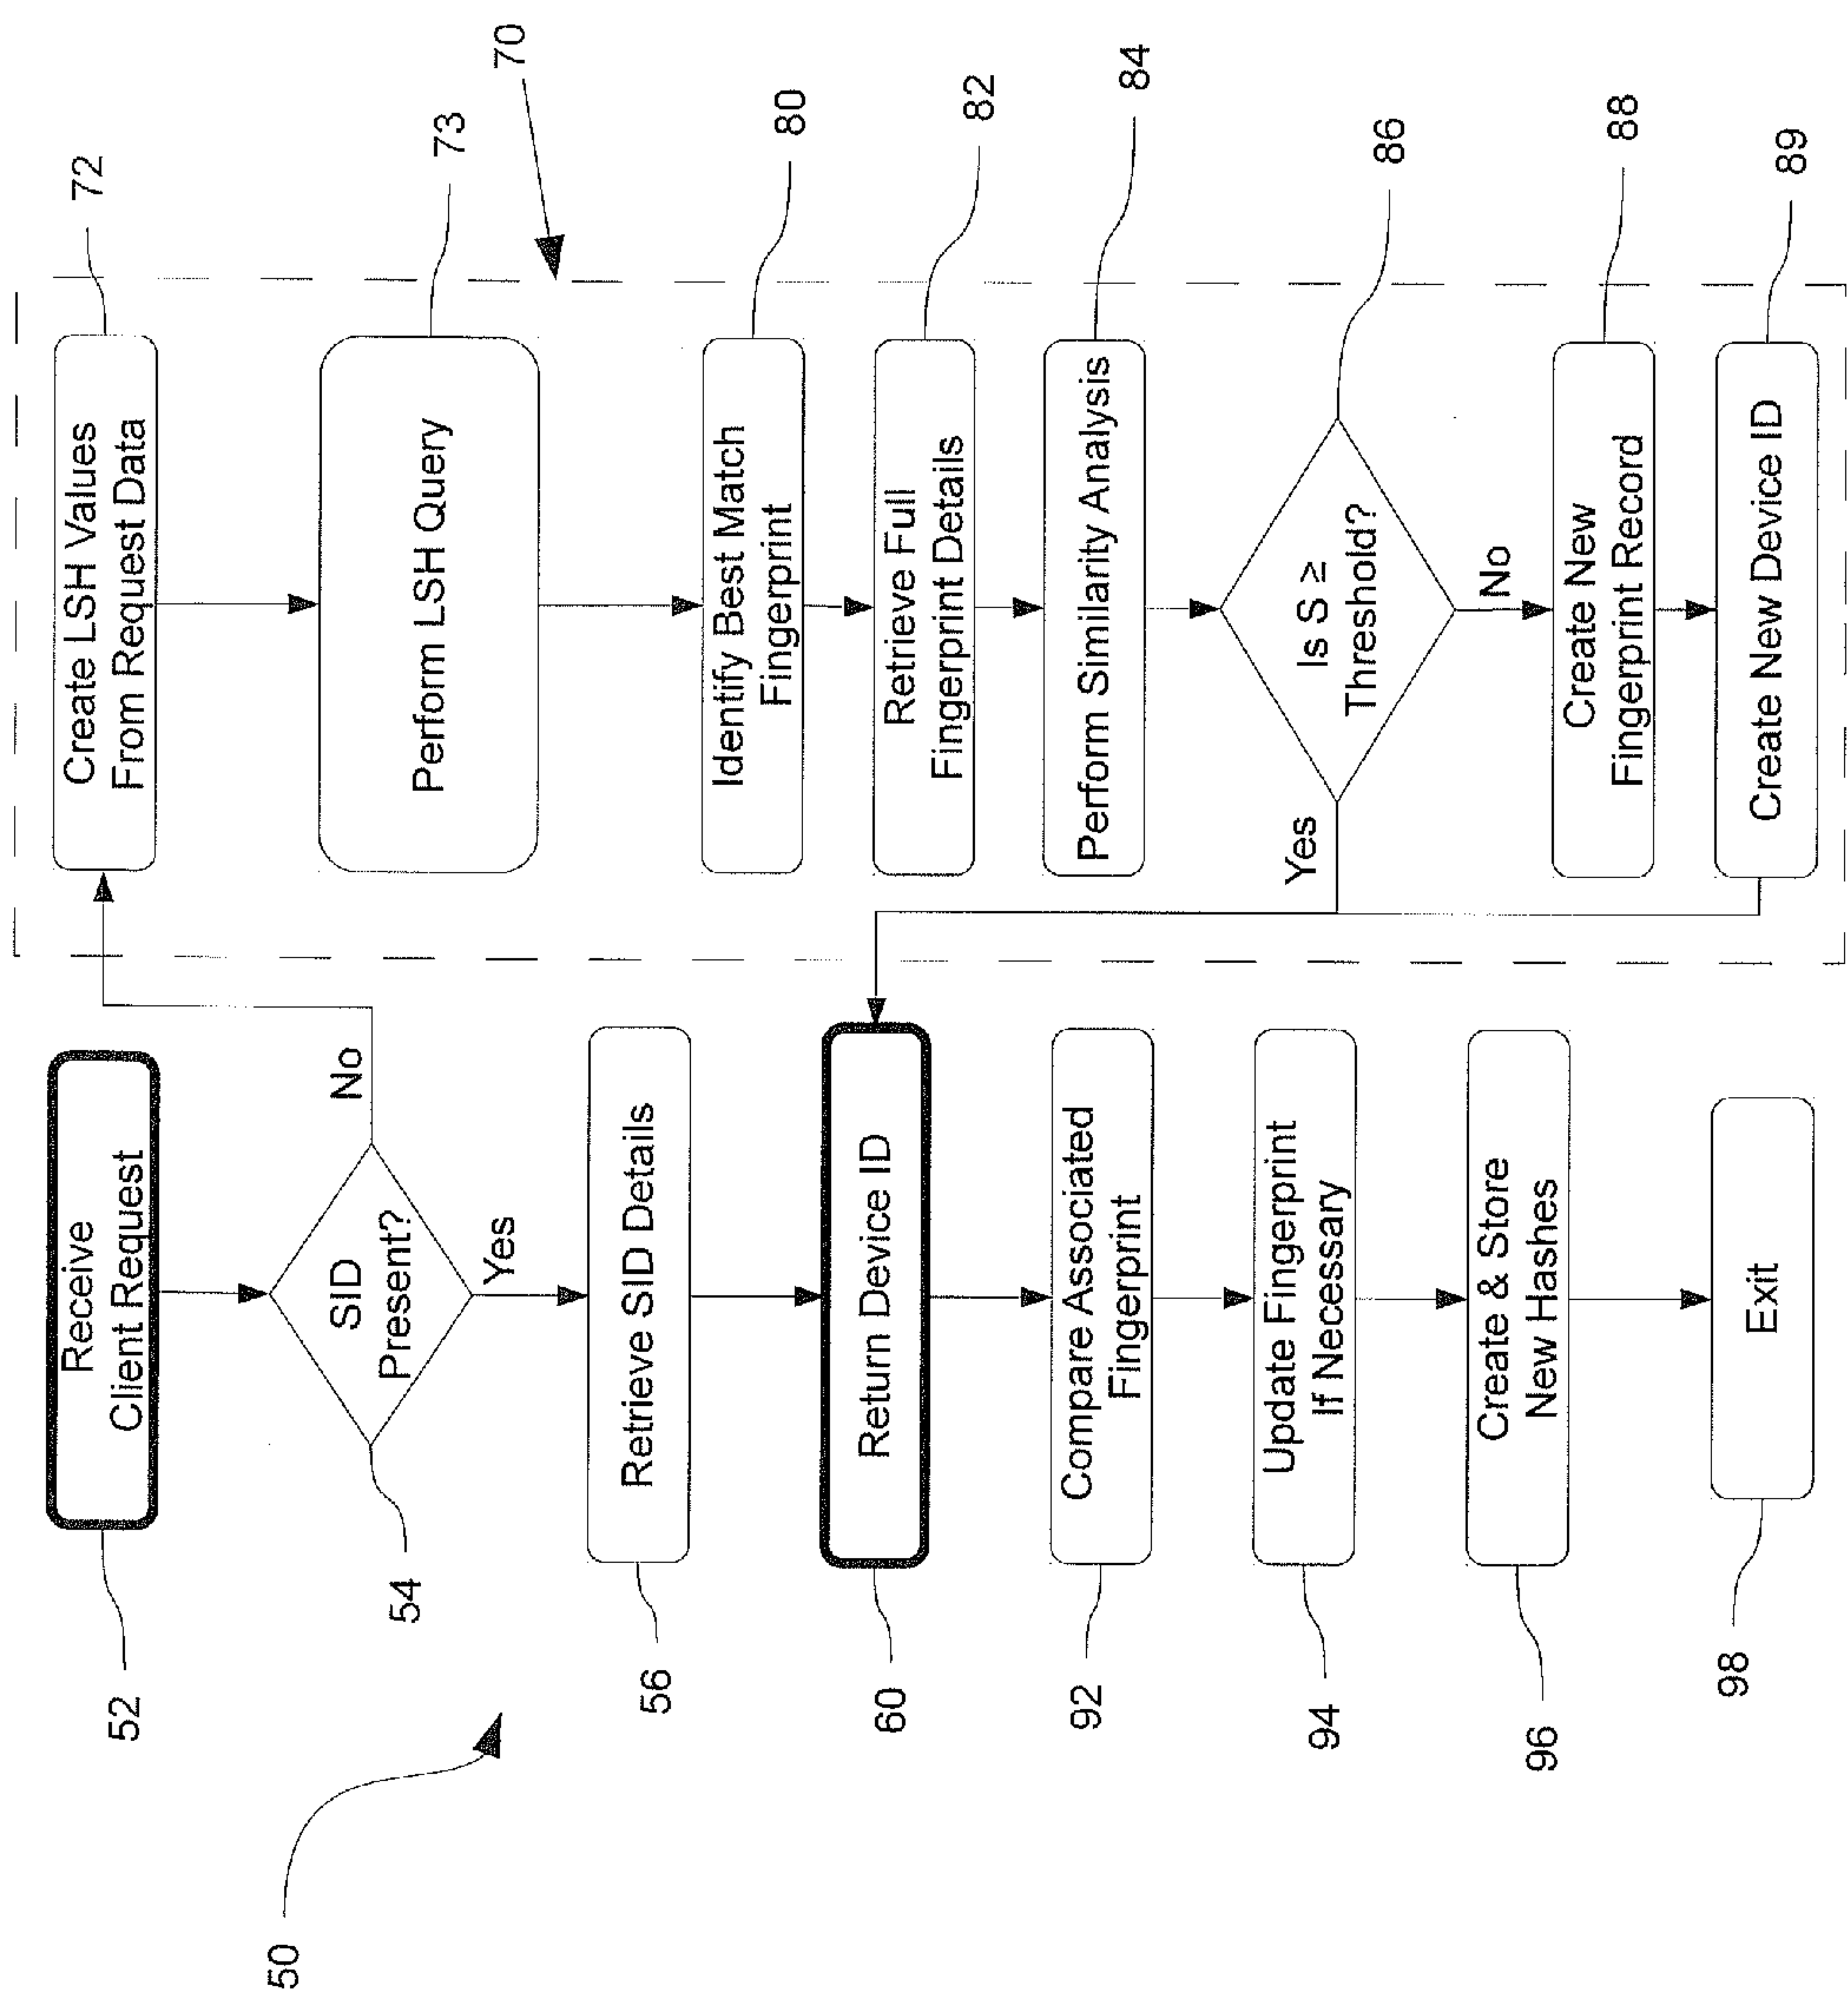 50
52
Receive
Client Request
54
SID
Present?
No
Yes
56
Retrieve SID Details
60
Return Device ID
92
Compare Associated
Fingerprint
94
Update Fingerprint
If Necessary
96
Create & Store
New Hashes
98
Exit
70
72
Create LSH Values
From Request Data
73
Perform LSH Query
80
Identify Best Match
Fingerprint
82
Retrieve Full
Fingerprint Details
84
Perform Similarity Analysis
86
Is S ≥
Threshold?
Yes
No
88
Create New
Fingerprint Record
89
Create New Device ID